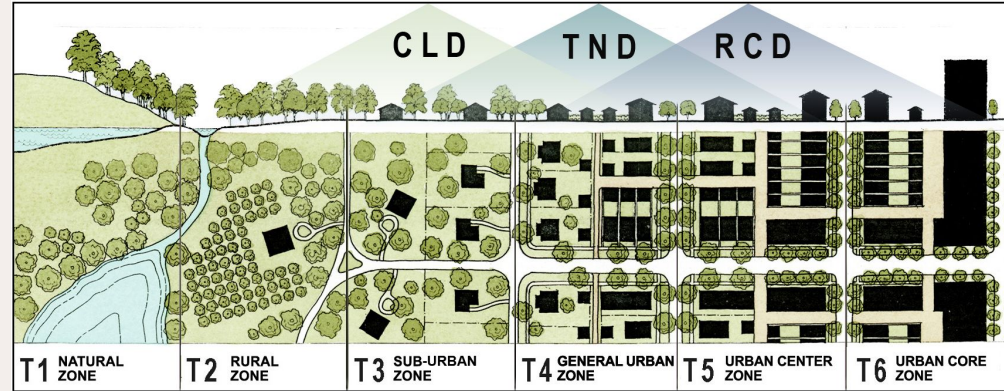 CLD
TND
RCD
T1 NATURAL
ZONE
T2 RURAL
ZONE
T3 SUB-URBAN
ZONE
T4 GENERAL URBAN
ZONE
T5 URBAN CENTER
ZONE
T6 URBAN CORE
ZONE